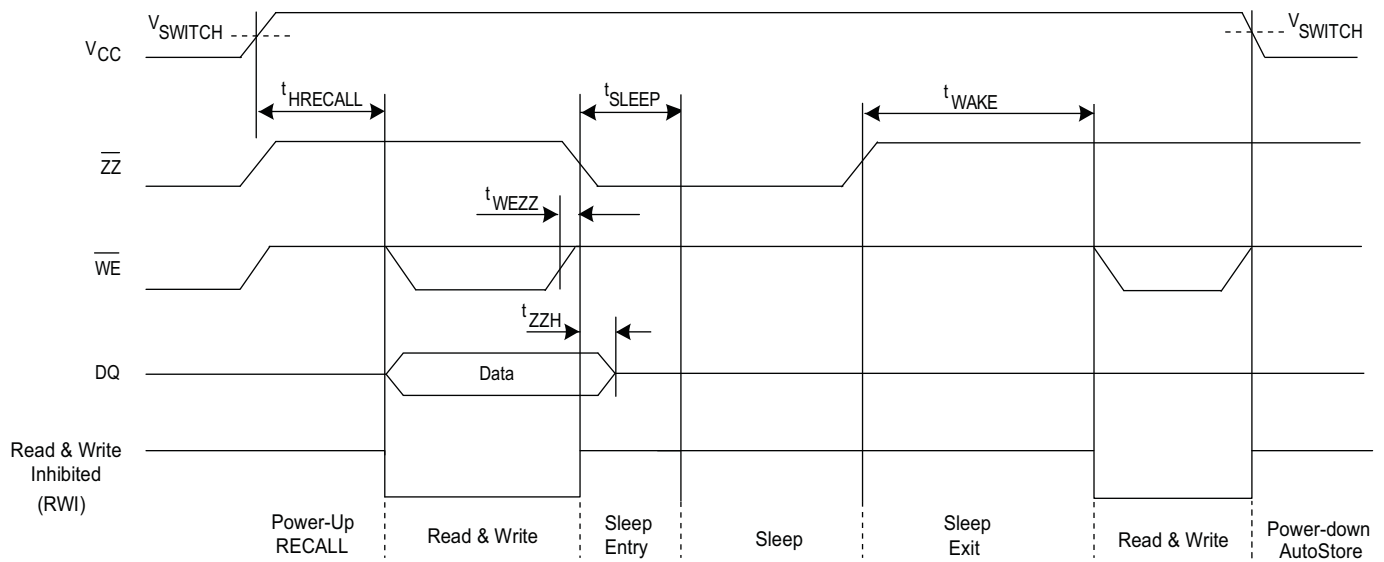 VSWITCH
VCC
VSWITCH
tHRECALL
tSLEEP
tWAKE
ZZ
tWEZZ
WE
tZZH
DQ
Data
Read & Write
Inhibited
(RWI)
Power-Up
RECALL
Read & Write
Sleep
Entry
Sleep
Sleep
Exit
Read & Write
Power-down
AutoStore